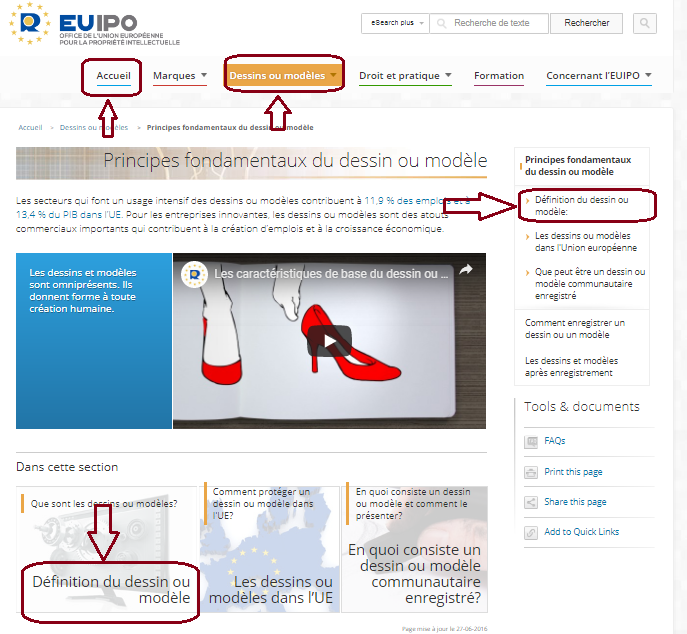 EUIPO
OFFICE DE L'UNION EUROPÉENNE
POUR LA PROPRIÉTÉ INTELLECTUELLE
eSearch plus
Recherche de texte
Rechercher
Accueil
Marques
Dessins ou modèles
Droit et pratique
Formation
Concernant l'EUIPO
Accueil > Dessins ou modèles > Principes fondamentaux du dessin ou modèle
Principes fondamentaux du dessin ou modèle
Les secteurs qui font un usage intensif des dessins ou modèles contribuent à 11,9 % des emplois et à
13,4 % du PIB dans l'UE. Pour les entreprises innovantes, les dessins ou modèles sont des atouts
commerciaux importants qui contribuent à la création d'emplois et à la croissance économique.
Les dessins et modèles
sont omniprésents. Ils
donnent forme à toute
création humaine.
Les caractéristiques de base du dessin ou ...
Dans cette section
Que sont les dessins ou modèles?
Définition du dessin ou
modèle
Comment protéger un
dessin ou modèle dans
l'UE?
Les dessins ou
modèles dans l'UE
En quoi consiste un dessin
ou modèle et comment le
présenter?
En quoi consiste un
dessin ou modèle
communautaire
enregistré?
Page mise à jour le 27-06-2016
Principes fondamentaux
du dessin ou modèle
Définition du dessin ou
modèle:
Les dessins ou modèles
dans l'Union européenne
Que peut être un dessin ou
modèle communautaire
enregistré
Comment enregistrer un
dessin ou un modèle
Les dessins et modèles
après enregistrement
Tools & documents
FAQs
Print this page
Share this page
Add to Quick Links